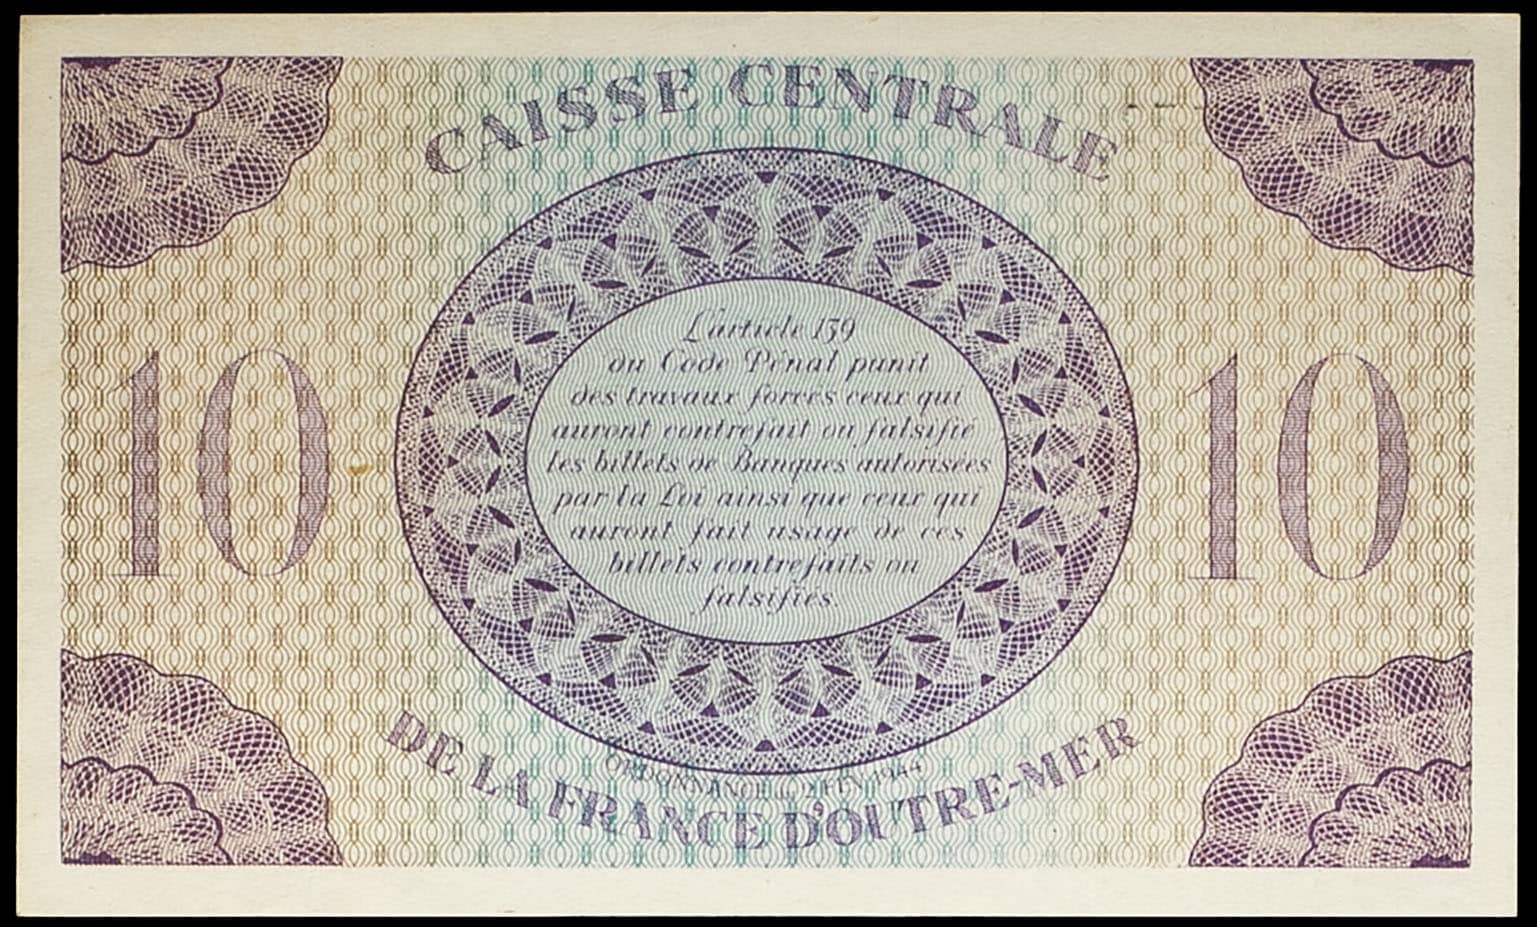 CAISSE CENTRALE
L'article 139
du Code Pénal punit
des travaux forcés ceux qui
auront contrefait ou falsifié
les billets de Banques autorisées
par la Loi ainsi que ceux qui
auront fait usage de ces
billets contrefaits ou
falsifiés.
10
10
ORDONNANCE du 2 FEV. 1944
DE LA FRANCE D'OUTRE-MER